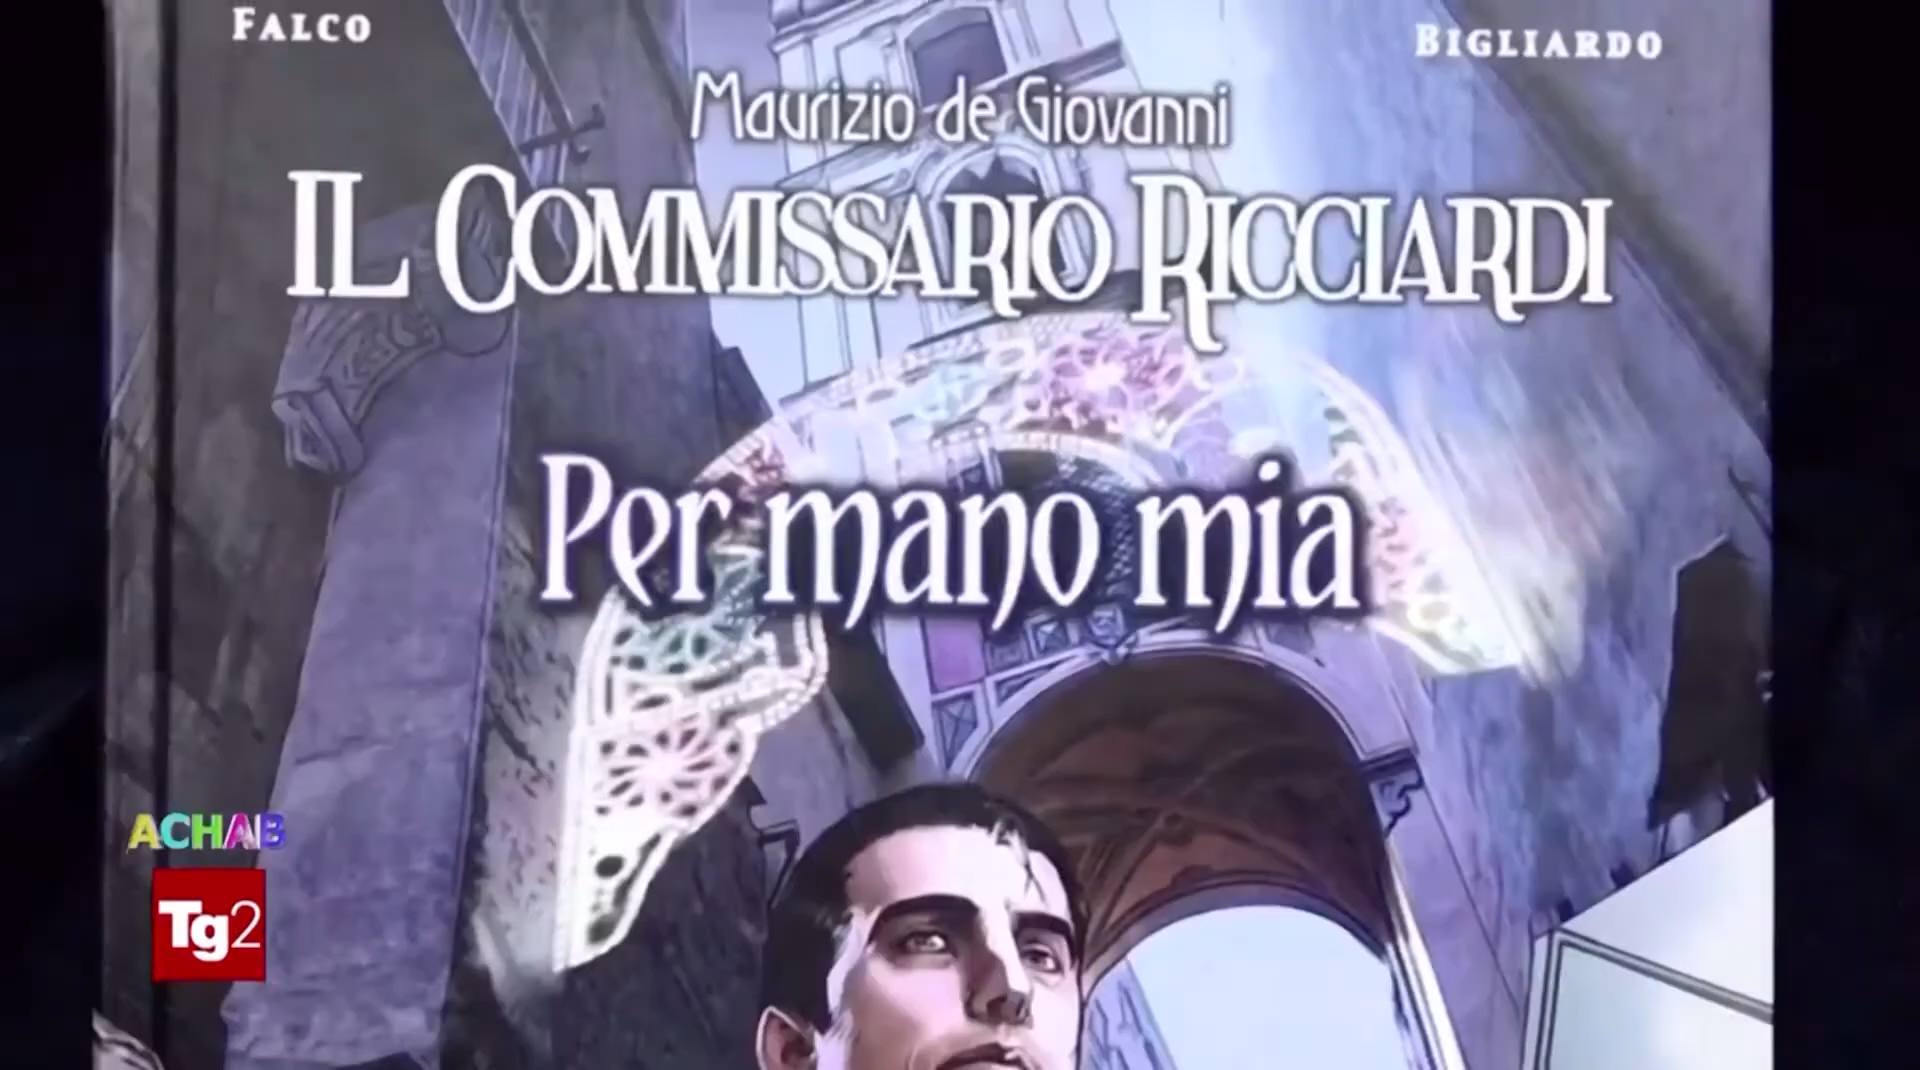 FALCO
BIGLIARDO
Maurizio de Giovanni
IL COMMISSARIO RICCIARDI
Per mano mia
ACHAB
Tg2